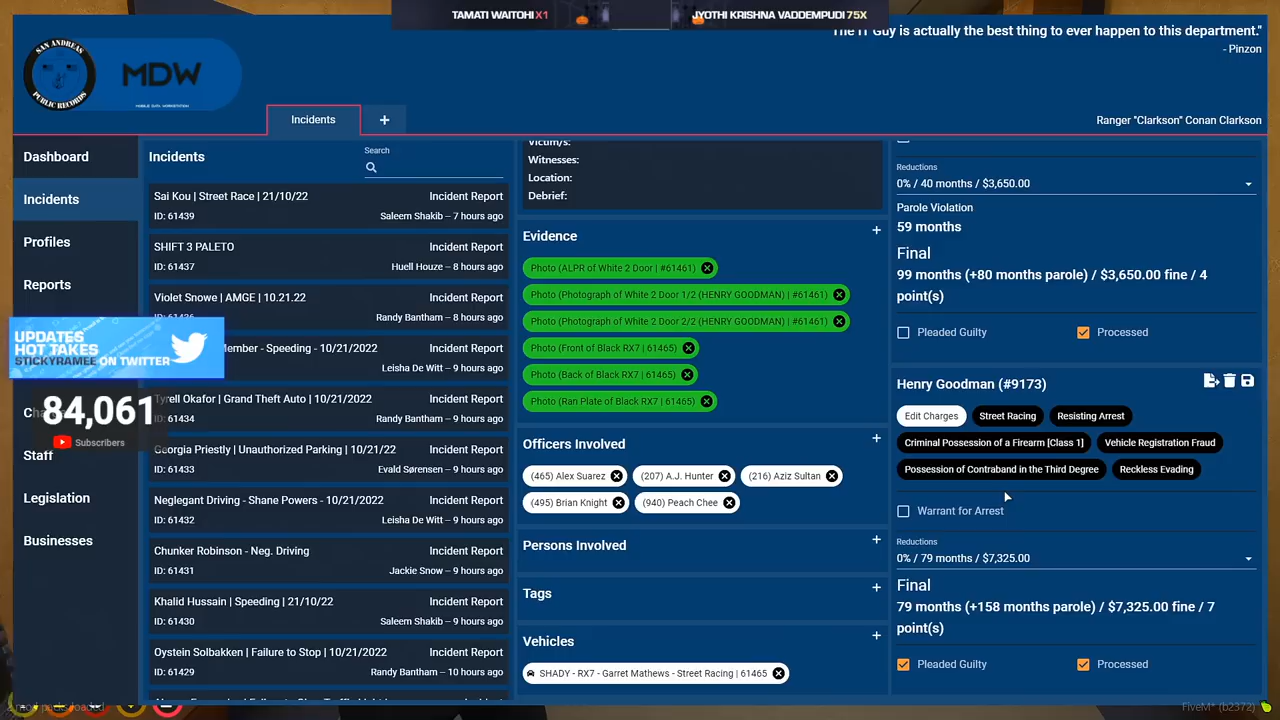 TAMATI WAITOHI X1
JYOTHI KRISHNA VADDEMPUDI 75X
The IT Guy is actually the best thing to ever happen to this department."
- Pinzon
SAN ANDREAS
PUBLIC RECORDS
MDW
MOBILE DATA WORKSTATION
Incidents
+
Ranger "Clarkson" Conan Clarkson
Dashboard
Incidents
Profiles
Reports
Staff
Legislation
Businesses
UPDATES
HOT TAKES
STICKYRAMEE ON TWITTER
84,061
Subscribers
Incidents
Search
Sai Kou | Street Race | 21/10/22
Incident Report
ID: 61439
Saleem Shakib – 7 hours ago
SHIFT 3 PALETO
Incident Report
ID: 61437
Huell Houze – 8 hours ago
Violet Snowe | AMGE | 10.21.22
Incident Report
ID: 61436
Randy Bantham – 8 hours ago
Member - Speeding - 10/21/2022
Incident Report
Leisha De Witt – 9 hours ago
Tyrell Okafor | Grand Theft Auto | 10/21/2022
Incident Report
ID: 61434
Randy Bantham – 9 hours ago
Georgia Priestly | Unauthorized Parking | 10/21/22
Incident Report
ID: 61433
Evald Sørensen – 9 hours ago
Neglegant Driving - Shane Powers - 10/21/2022
Incident Report
ID: 61432
Leisha De Witt – 9 hours ago
Chunker Robinson - Neg. Driving
Incident Report
ID: 61431
Jackie Snow – 9 hours ago
Khalid Hussain | Speeding | 21/10/22
Incident Report
ID: 61430
Saleem Shakib – 9 hours ago
Oystein Solbakken | Failure to Stop | 10/21/2022
Incident Report
ID: 61429
Randy Bantham – 10 hours ago
Victim/s:
Witnesses:
Location:
Debrief:
Evidence
+
Photo (ALPR of White 2 Door | #61461)
Photo (Photograph of White 2 Door 1/2 (HENRY GOODMAN) | #61461)
Photo (Photograph of White 2 Door 2/2 (HENRY GOODMAN) | #61461)
Photo (Front of Black RX7 | 61465)
Photo (Back of Black RX7 | 61465)
Photo (Ran Plate of Black RX7 | 61465)
Officers Involved
+
(465) Alex Suarez
(207) A.J. Hunter
(216) Aziz Sultan
(495) Brian Knight
(940) Peach Chee
Persons Involved
+
Tags
+
Vehicles
+
SHADY - RX7 - Garret Mathews - Street Racing | 61465
Reductions
0% / 40 months / $3,650.00
Parole Violation
59 months
Final
99 months (+80 months parole) / $3,650.00 fine / 4
point(s)
Pleaded Guilty
Processed
Henry Goodman (#9173)
Edit Charges
Street Racing
Resisting Arrest
Criminal Possession of a Firearm [Class 1]
Vehicle Registration Fraud
Possession of Contraband in the Third Degree
Reckless Evading
Warrant for Arrest
Reductions
0% / 79 months / $7,325.00
Final
79 months (+158 months parole) / $7,325.00 fine / 7
point(s)
Pleaded Guilty
Processed
mod packs loaded
FiveM* (b2372)